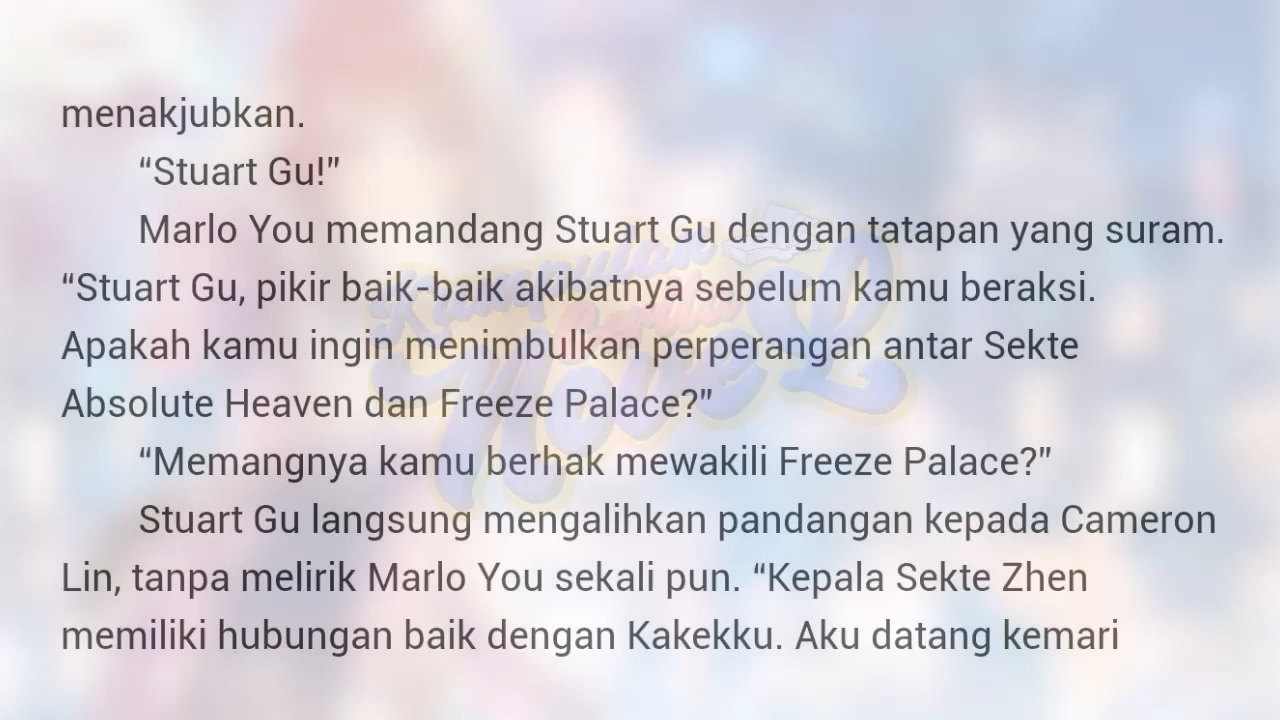 menakjubkan.
“Stuart Gu!”
Marlo You memandang Stuart Gu dengan tatapan yang suram.
“Stuart Gu, pikir baik-baik akibatnya sebelum kamu beraksi.
Apakah kamu ingin menimbulkan perperangan antar Sekte
Absolute Heaven dan Freeze Palace?”
“Memangnya kamu berhak mewakili Freeze Palace?”
Stuart Gu langsung mengalihkan pandangan kepada Cameron
Lin, tanpa melirik Marlo You sekali pun. “Kepala Sekte Zhen
memiliki hubungan baik dengan Kakekku. Aku datang kemari
Kumpulan
Cerita
Novel